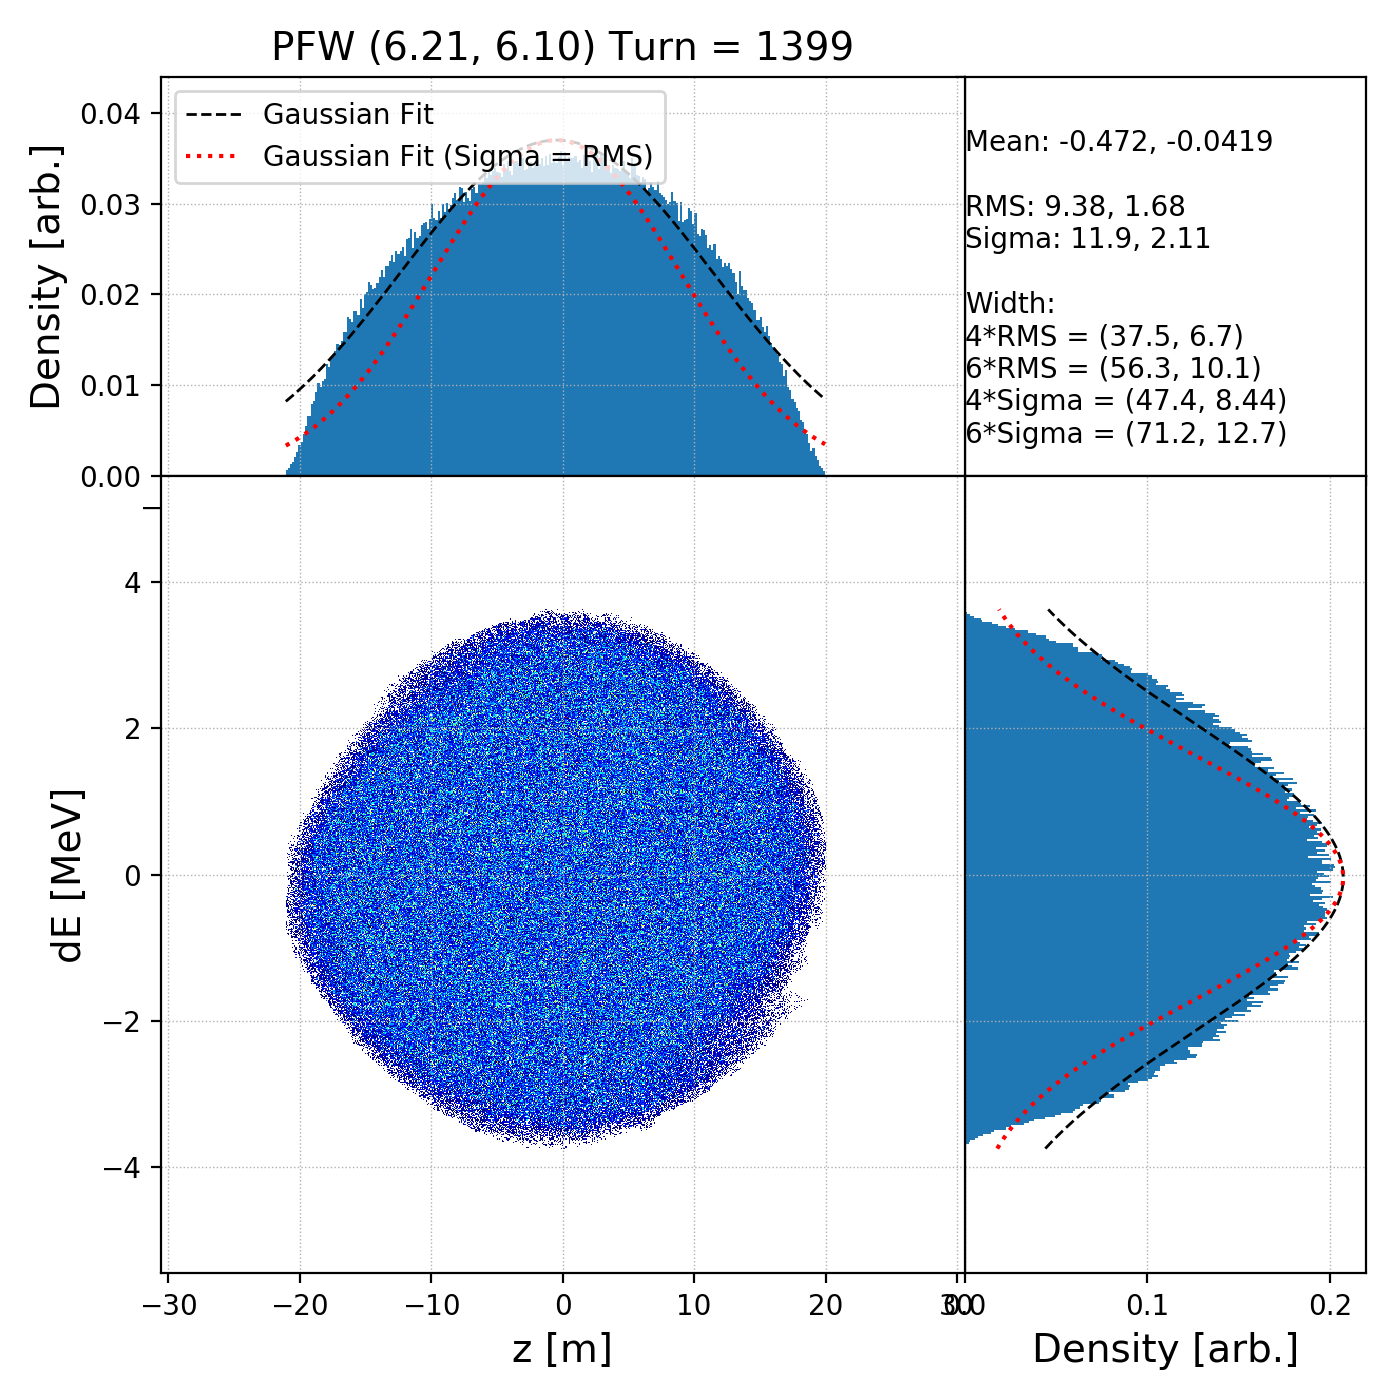 PFW (6.21, 6.10) Turn = 1399
Gaussian Fit
Gaussian Fit (Sigma = RMS)
0.04
0.03
0.02
0.01
0.00
Density [arb.]
Mean: -0.472, -0.0419
RMS: 9.38, 1.68
Sigma: 11.9, 2.11
Width:
4*RMS = (37.5, 6.7)
6*RMS = (56.3, 10.1)
4*Sigma = (47.4, 8.44)
6*Sigma = (71.2, 12.7)
4
2
0
−2
−4
dE [MeV]
−30 −20 −10 0 10 20 30
z [m]
0.0 0.1 0.2
Density [arb.]